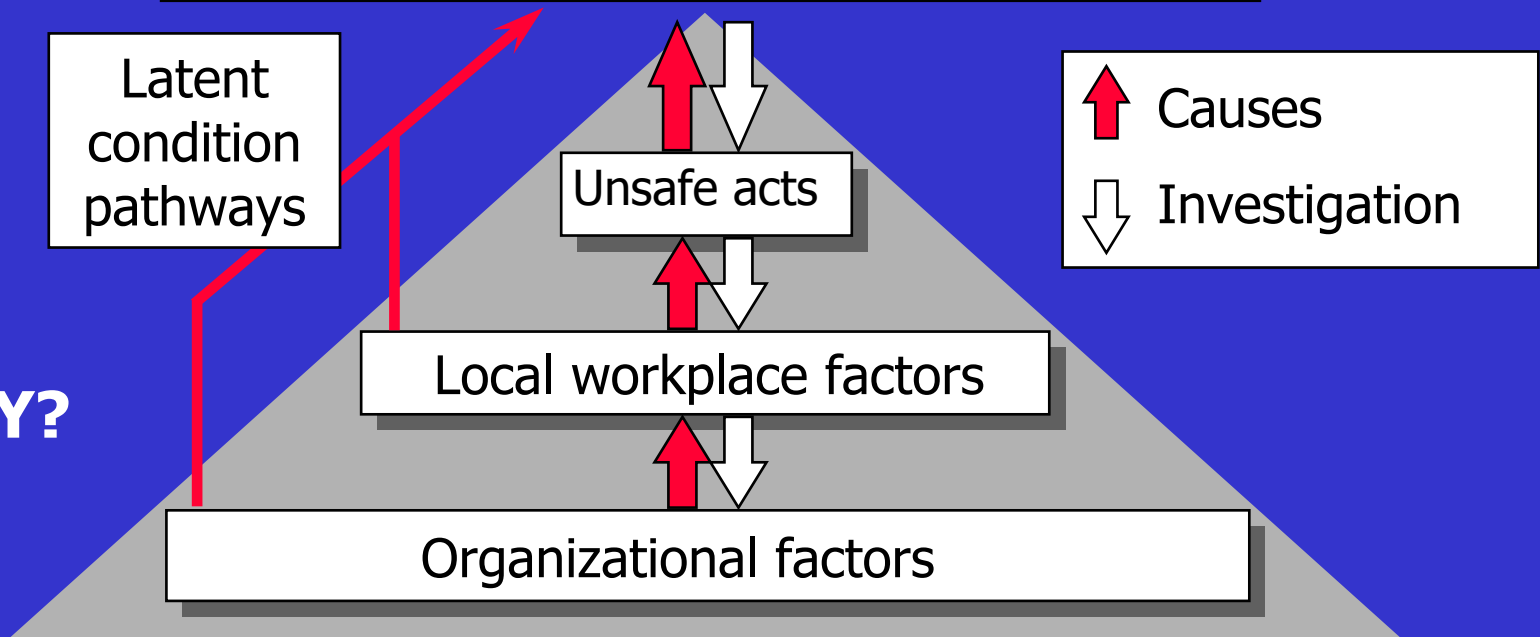 Latent
condition
pathways
Causes
Investigation
Unsafe acts
Local workplace factors
Y?
Organizational factors